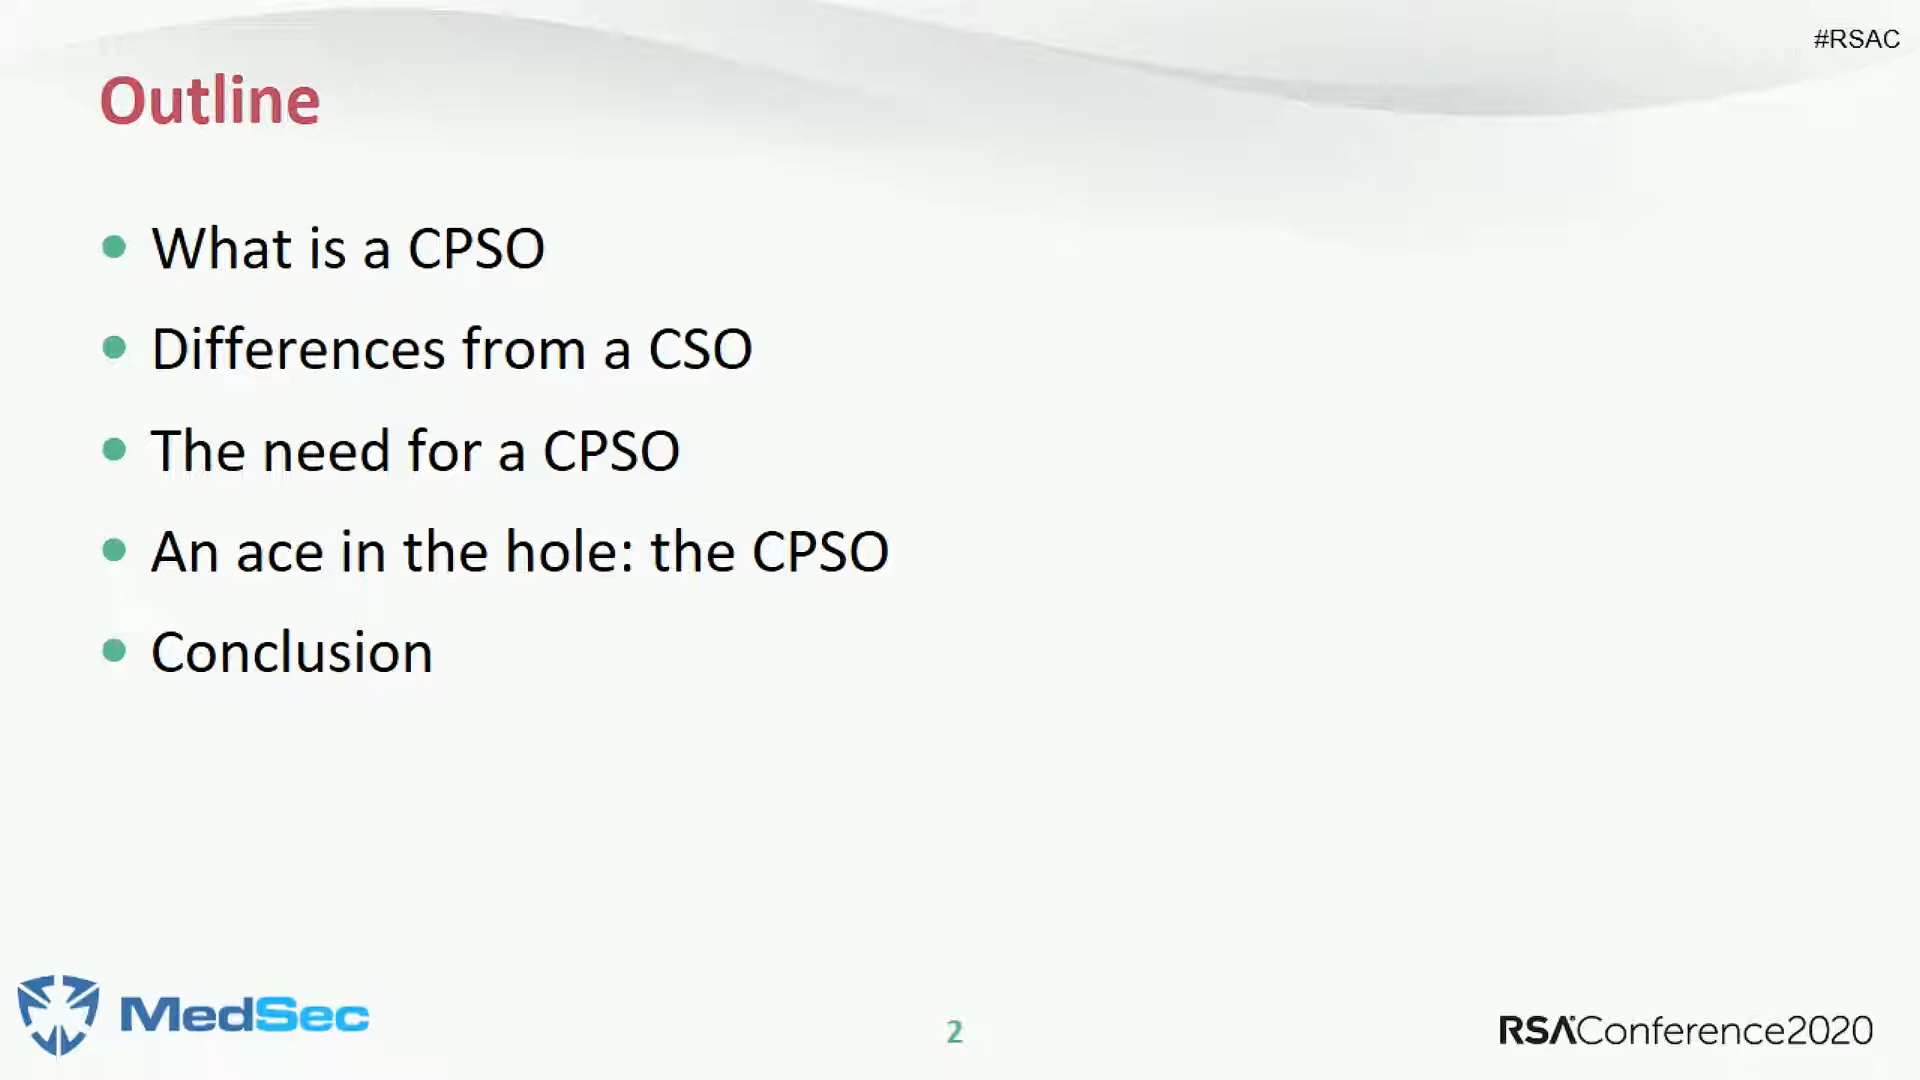 #RSAC
Outline
• What is a CPSO
• Differences from a CSO
• The need for a CPSO
• An ace in the hole: the CPSO
• Conclusion
MedSec
2
RSAConference2020